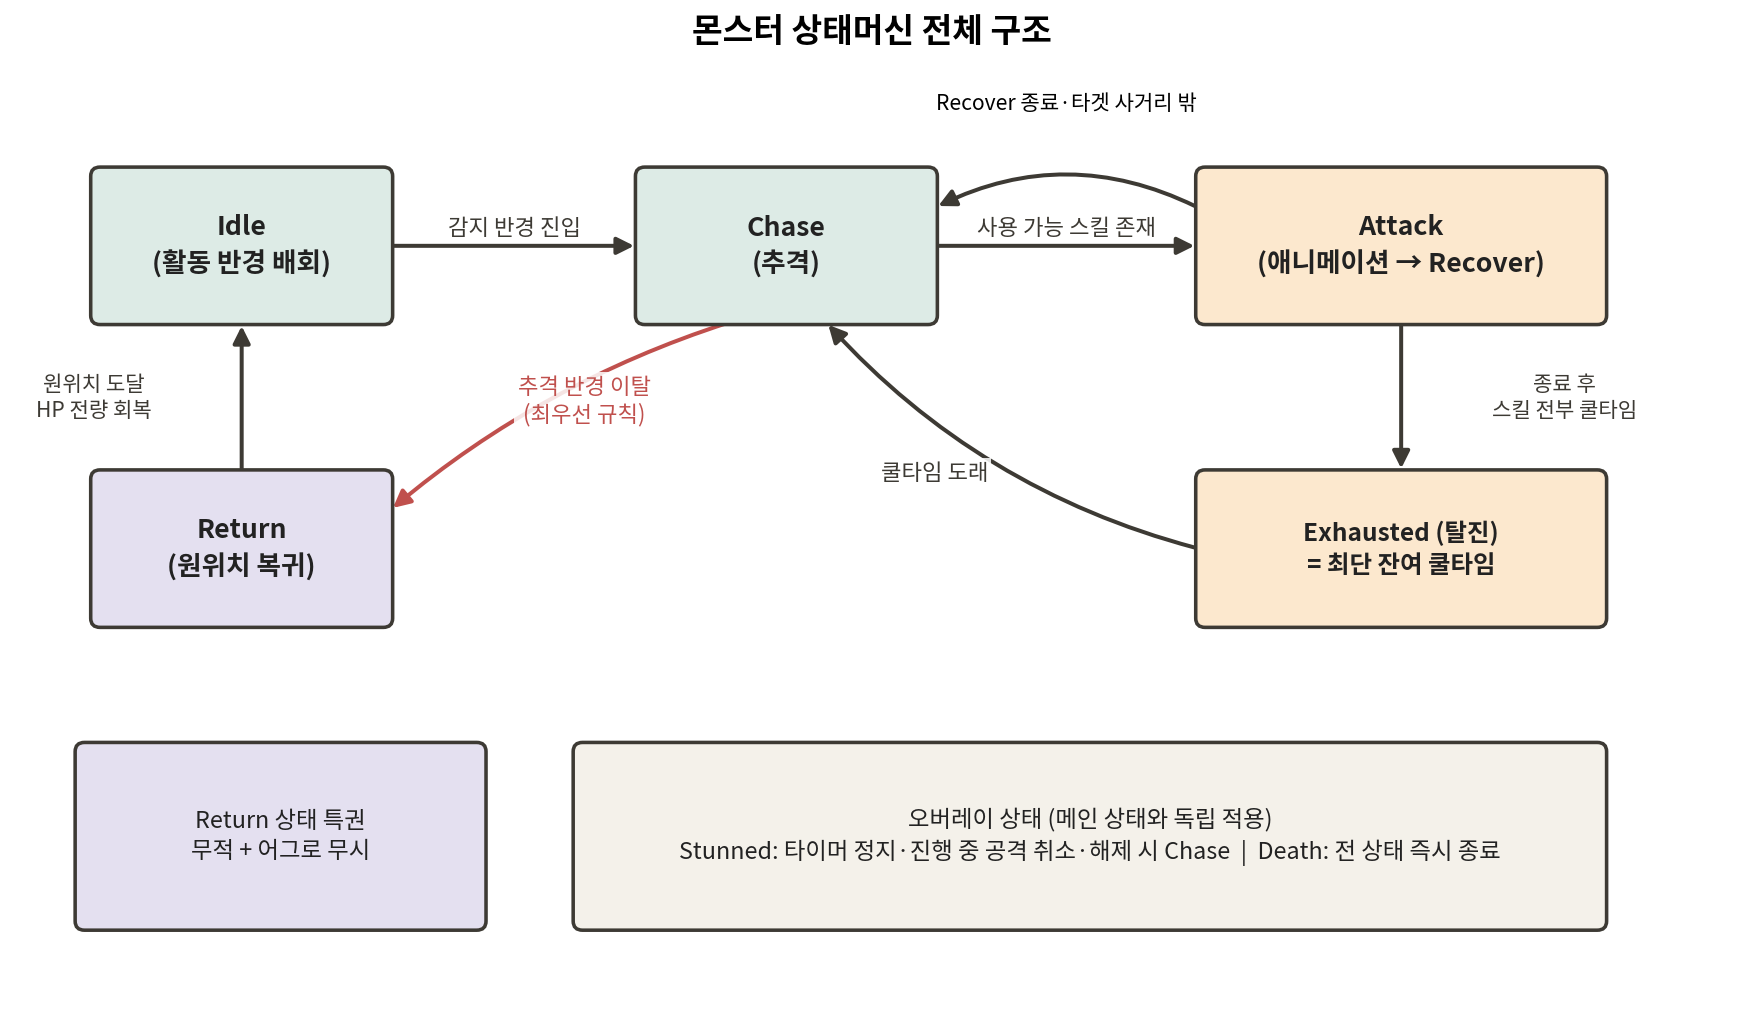 몬스터 상태머신 전체 구조
Recover 종료·타겟 사거리 밖
Idle
(활동 반경 배회)
감지 반경 진입
Chase
(추격)
사용 가능 스킬 존재
Attack
(애니메이션 → Recover)
원위치 도달
HP 전량 회복
추격 반경 이탈
(최우선 규칙)
종료 후
스킬 전부 쿨타임
쿨타임 도래
Return
(원위치 복귀)
Exhausted (탈진)
= 최단 잔여 쿨타임
Return 상태 특권
무적 + 어그로 무시
오버레이 상태 (메인 상태와 독립 적용)
Stunned: 타이머 정지·진행 중 공격 취소·해제 시 Chase | Death: 전 상태 즉시 종료